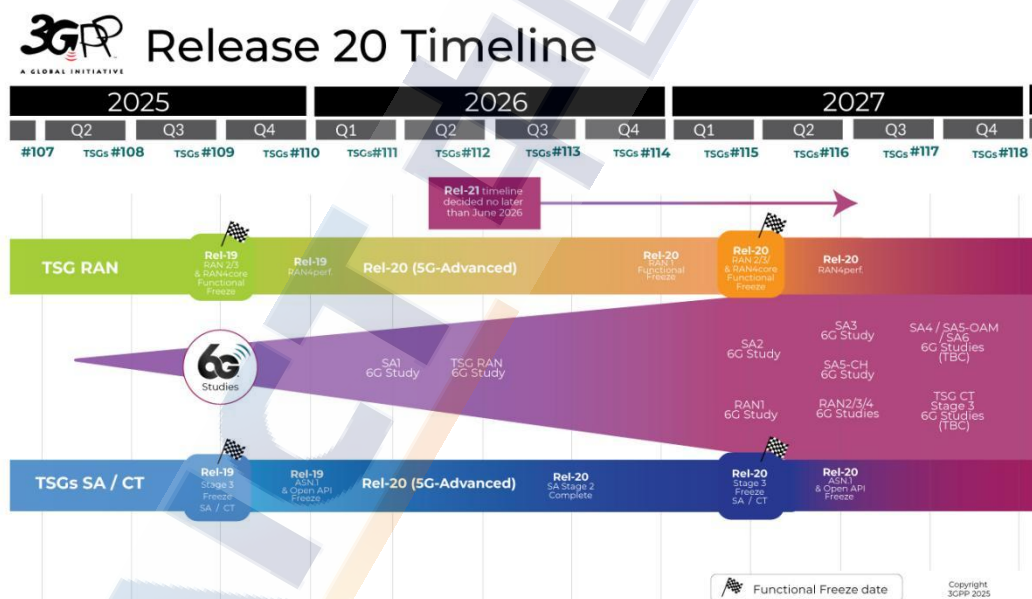 3GPP
A GLOBAL INITIATIVE
Release 20 Timeline
2025
2026
2027
Q2
Q3
Q4
Q1
Q2
Q3
Q4
Q1
Q2
Q3
Q4
#107
TSGs #108
TSGs #109
TSGs #110
TSGs #111
TSGs #112
TSGs #113
TSGs #114
TSGs #115
TSGs #116
TSGs #117
TSGs #118
Rel-21 timeline
decided no later
than June 2026
TSG RAN
Rel-19
RAN 2/3
& RAN4core
Functional
Freeze
Rel-19
RAN4perf.
Rel-20 (5G-Advanced)
Rel-20
RAN 1
Functional
Freeze
Rel-20
RAN 2/3/
& RAN4core
Functional
Freeze
Rel-20
RAN4perf.
6G
Studies
SA1
6G Study
TSG RAN
6G Study
SA2
6G Study
RAN1
6G Study
SA3
6G Study
SA5-CH
6G Study
RAN2/3/4
6G Studies
SA4 / SA5-OAM
/ SA6
6G Studies
(TBC)
TSG CT
Stage 3
6G Studies
(TBC)
TSGs SA / CT
Rel-19
Stage 3
Freeze
SA / CT
Rel-19
ASN.1
& Open API
Freeze
Rel-20 (5G-Advanced)
Rel-20
SA Stage 2
Complete
Rel-20
Stage 3
Freeze
SA / CT
Rel-20
ASN.1
& Open API
Freeze
Functional Freeze date
Copyright
3GPP 2025